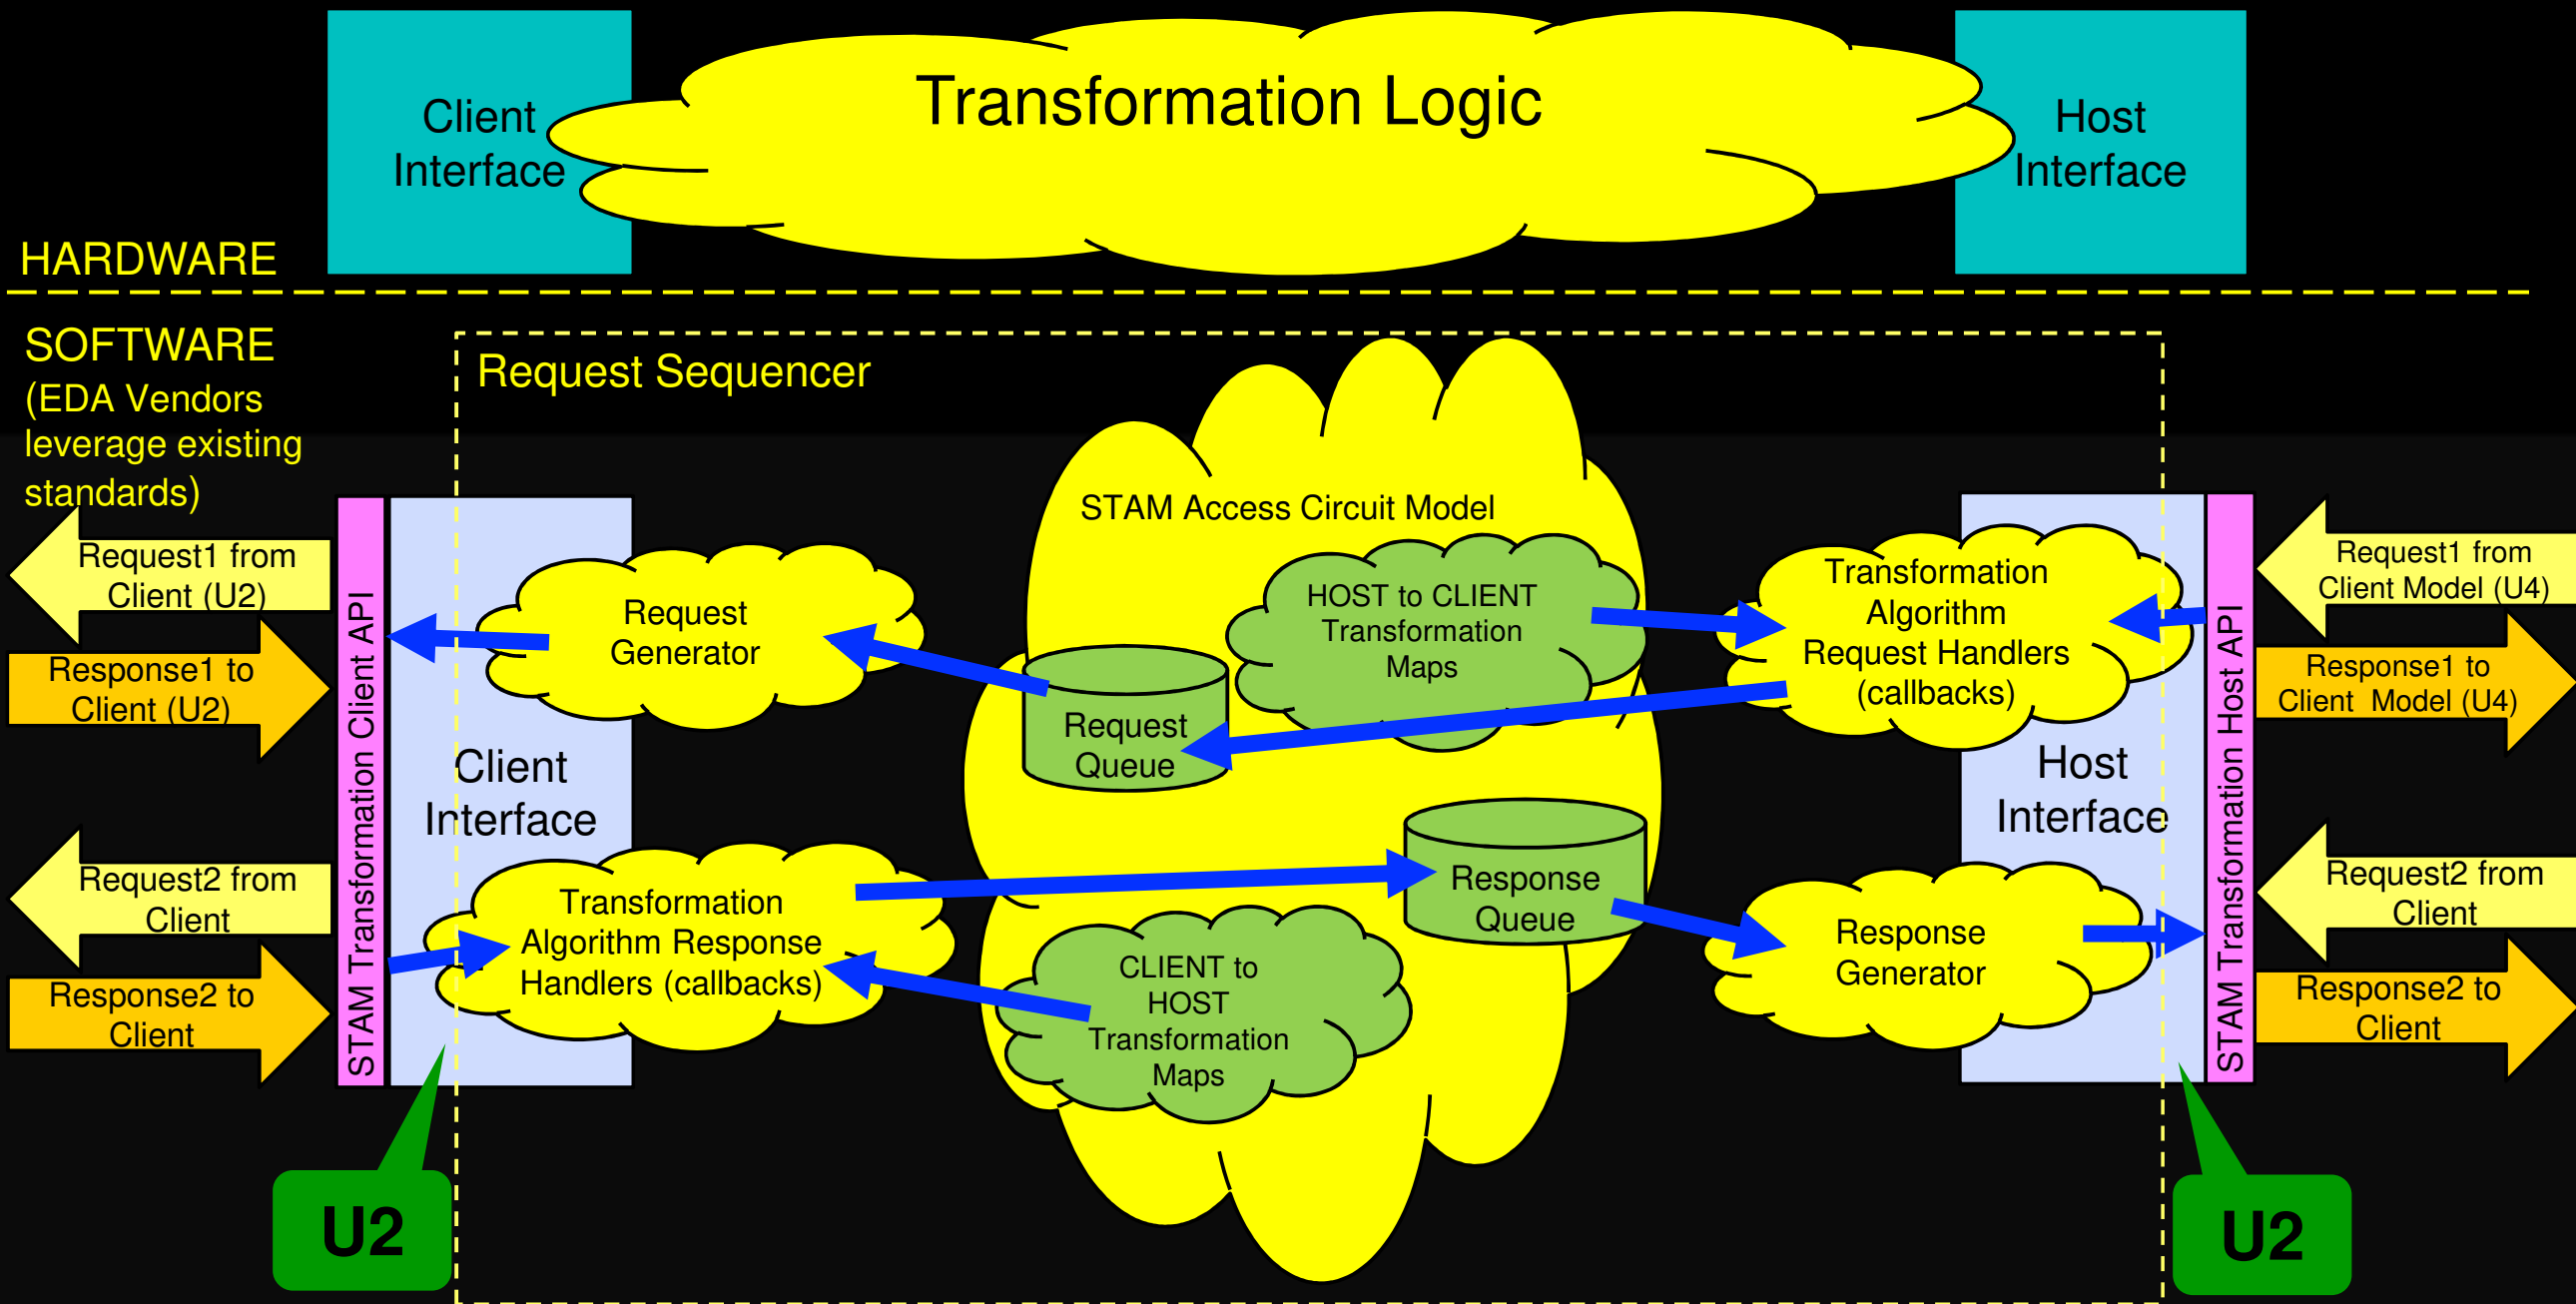 Client
Interface
Transformation Logic
Host
Interface
HARDWARE
SOFTWARE
(EDA Vendors
leverage existing
standards)
Request Sequencer
STAM Access Circuit Model
Request1 from
Client (U2)
Response1 to
Client (U2)
Request2 from
Client
Response2 to
Client
STAM Transformation Client API
Client
Interface
Request
Generator
Transformation
Algorithm Response
Handlers (callbacks)
HOST to CLIENT
Transformation
Maps
Request
Queue
Response
Queue
CLIENT to
HOST
Transformation
Maps
Transformation
Algorithm
Request Handlers
(callbacks)
Host
Interface
Response
Generator
STAM Transformation Host API
Request1 from
Client Model (U4)
Response1 to
Client Model (U4)
Request2 from
Client
Response2 to
Client
U2
U2